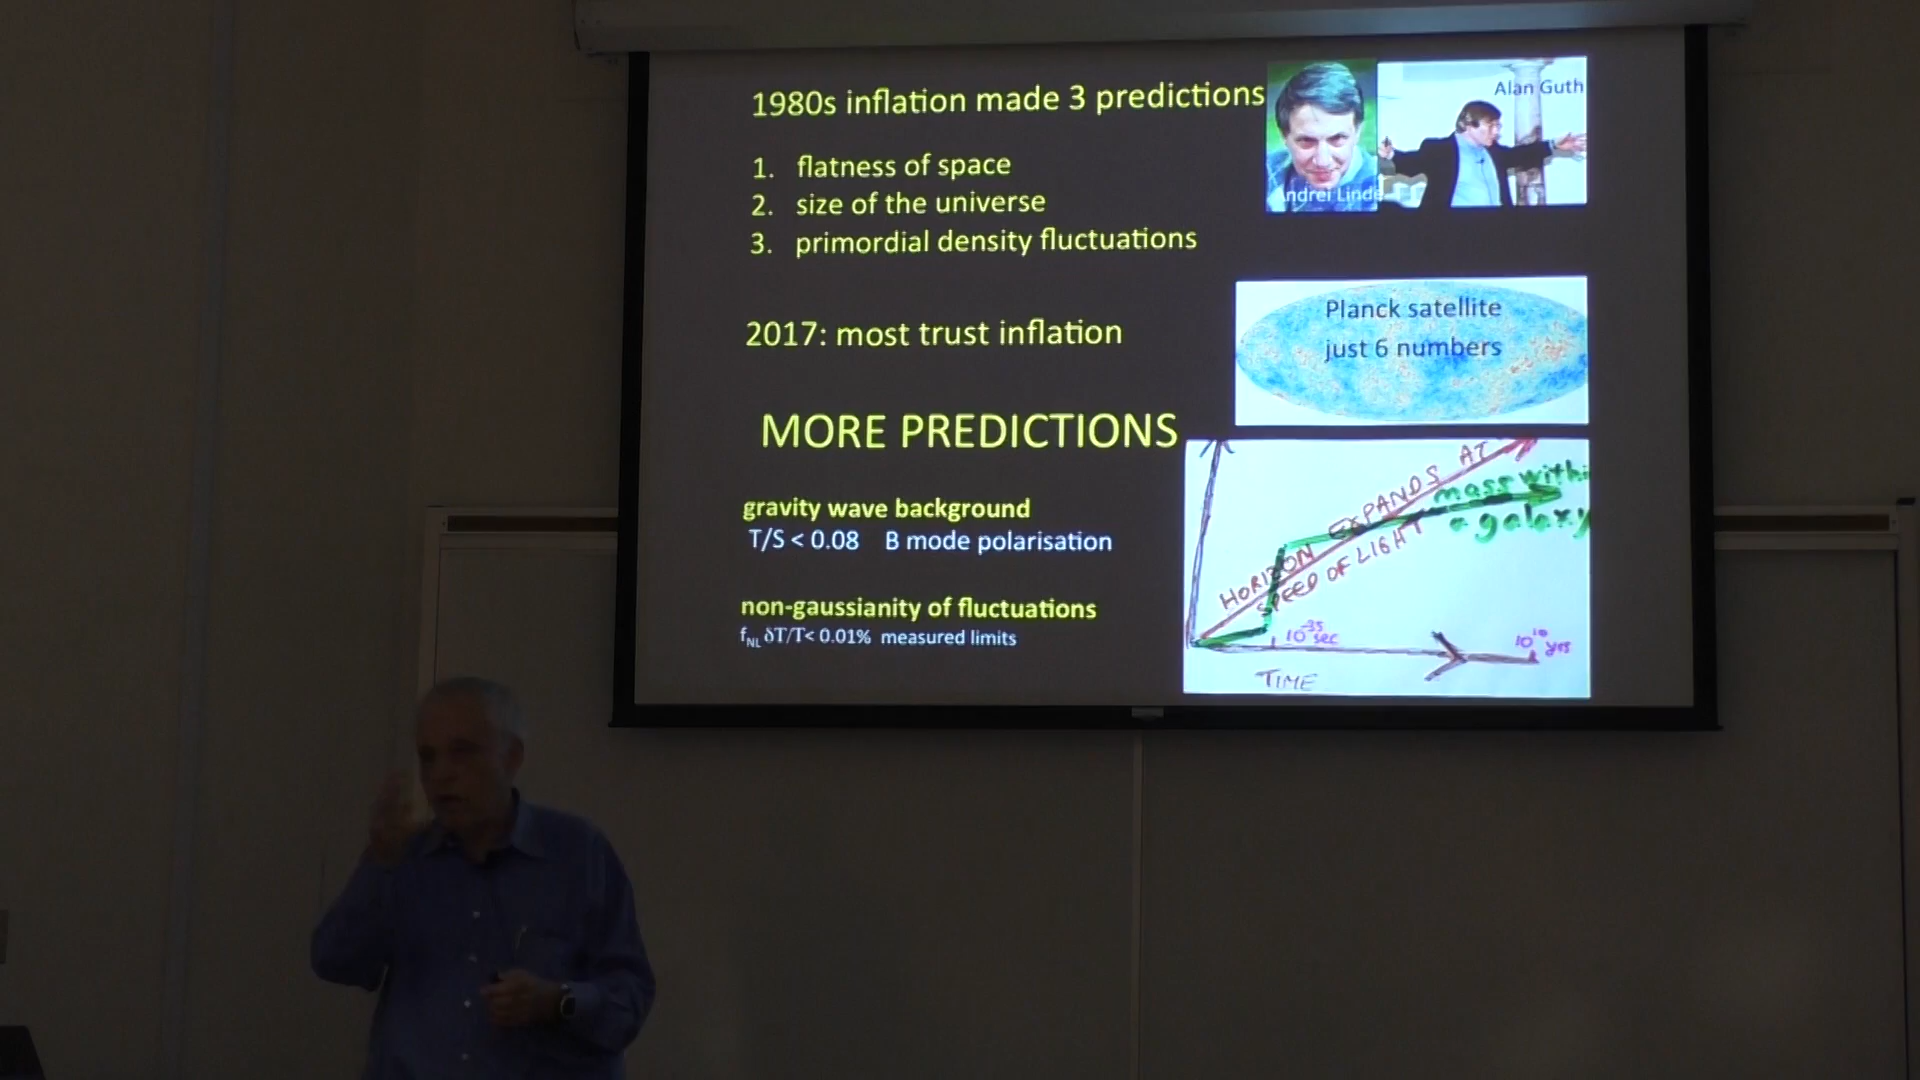 1980s inflation made 3 predictions
1. flatness of space
2. size of the universe
3. primordial density fluctuations
ndrei Linde
Alan Guth
2017: most trust inflation
Planck satellite
just 6 numbers
MORE PREDICTIONS
gravity wave background
T/S < 0.08 B mode polarisation
non-gaussianity of fluctuations
fNL δT/T< 0.01% measured limits
HORIZON EXPANDS AT
SPEED OF LIGHT
mass within
a galaxy
10^-35 sec
10^10 yrs
TIME